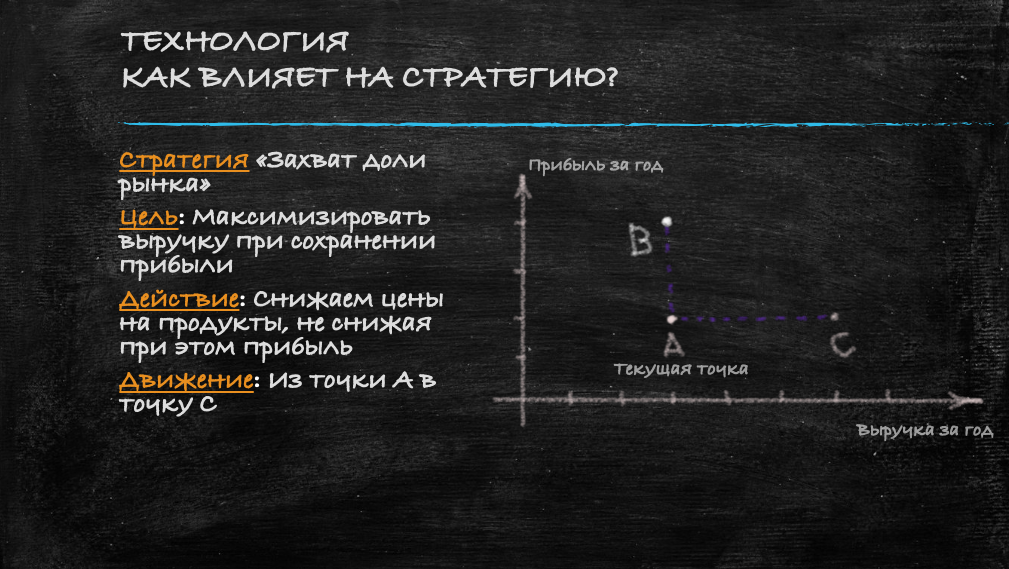 ТЕХНОЛОГИЯ
КАК ВЛИЯЕТ НА СТРАТЕГИЮ?
Стратегия «Захват доли
рынка»
Цель: Максимизировать
выручку при сохранении
прибыли
Действие: Снижаем цены
на продукты, не снижая
при этом прибыль
Движение: Из точки А в
точку С
Прибыль за год
B
A
C
Текущая точка
Выручка за год